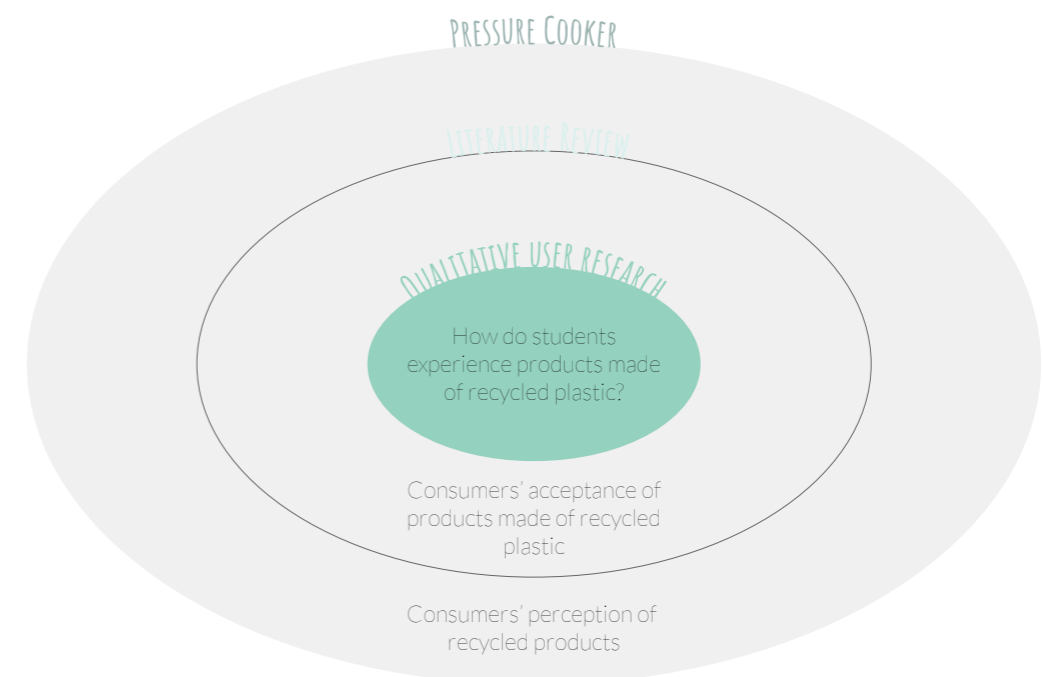 PRESSURE COOKER
LITERATURE REVIEW
QUALITATIVE USER RESEARCH
How do students
experience products made
of recycled plastic?
Consumers’ acceptance of
products made of recycled
plastic
Consumers’ perception of
recycled products